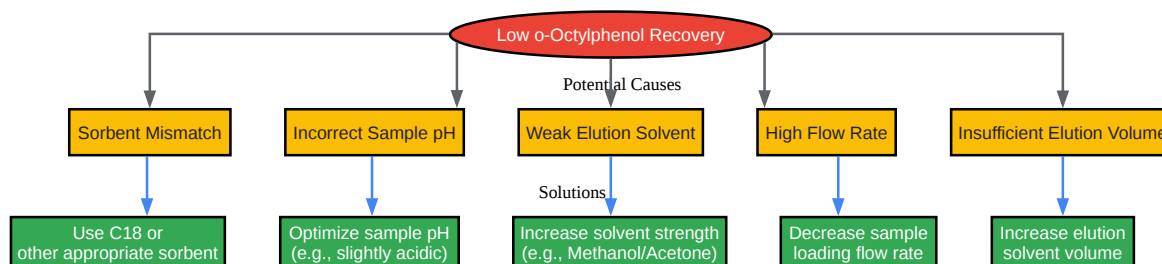 Low o-Octylphenol Recovery
Potential Causes
Sorbent Mismatch
Incorrect Sample pH
Weak Elution Solvent
High Flow Rate
Insufficient Elution Volume
Solutions
Use C18 or
other appropriate sorbent
Optimize sample pH
(e.g., slightly acidic)
Increase solvent strength
(e.g., Methanol/Acetone)
Decrease sample
loading flow rate
Increase elution
solvent volume